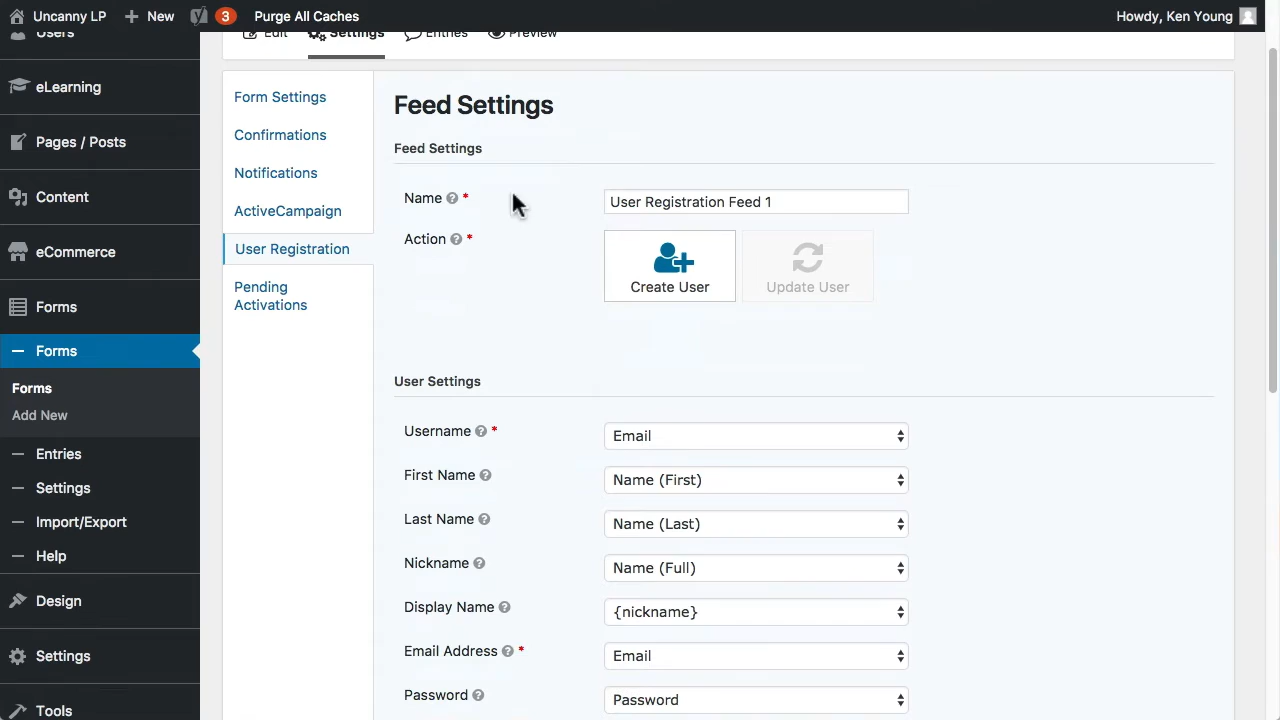 Uncanny LP
New
3
Purge All Caches
Howdy, Ken Young
Users
eLearning
Pages / Posts
Content
eCommerce
Forms
Forms
Forms
Add New
Entries
Settings
Import/Export
Help
Design
Settings
Tools
Edit
Settings
Entries
Preview
Form Settings
Confirmations
Notifications
ActiveCampaign
User Registration
Pending
Activations
Feed Settings
Feed Settings
Name ? *
User Registration Feed 1
Action ? *
Create User
Update User
User Settings
Username ? *
Email
First Name ?
Name (First)
Last Name ?
Name (Last)
Nickname ?
Name (Full)
Display Name ?
{nickname}
Email Address ? *
Email
Password ?
Password